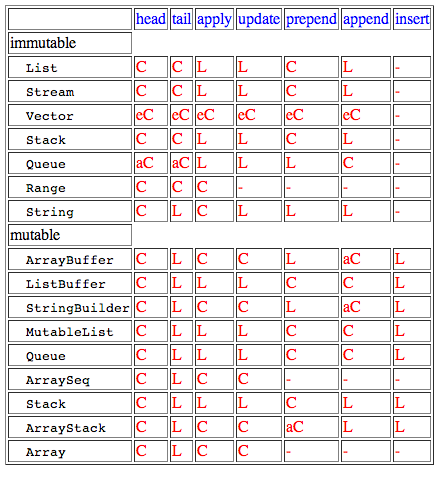 head tail apply update prepend append insert
immutable
List C C L L C L -
Stream C C L L C L -
Vector eC eC eC eC eC eC -
Stack C C L L C L -
Queue aC aC L L L C -
Range C C C - - - -
String C L C L L L -
mutable
ArrayBuffer C L C C L aC L
ListBuffer C L L L C C L
StringBuilder C L C C L aC L
MutableList C L L L C C L
Queue C L L L C C L
ArraySeq C L C C - - -
Stack C L L L C L L
ArrayStack C L C C aC L L
Array C L C C - - -